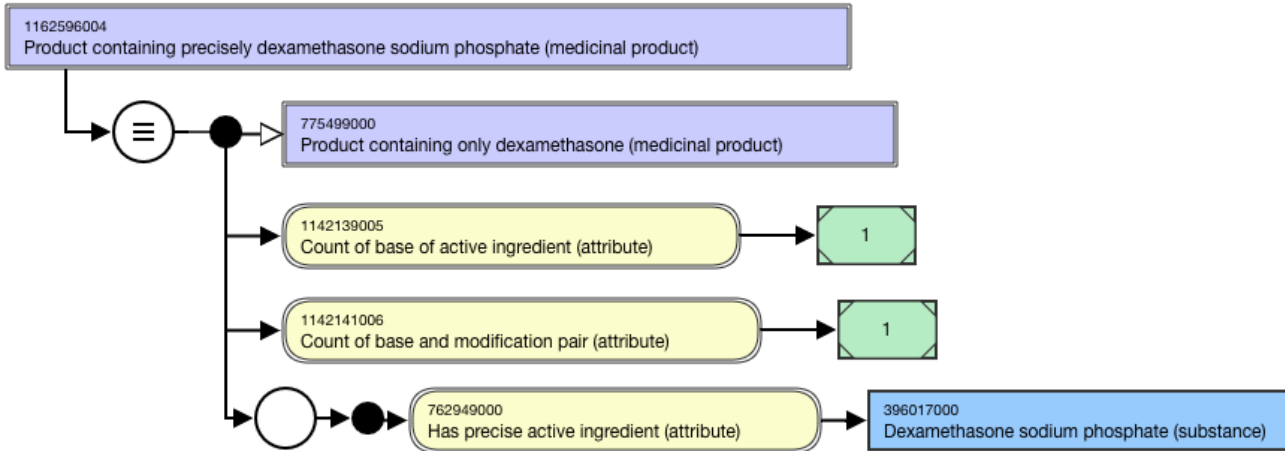 1162596004
Product containing precisely dexamethasone sodium phosphate (medicinal product)
775499000
Product containing only dexamethasone (medicinal product)
1142139005
Count of base of active ingredient (attribute)
1
1142141006
Count of base and modification pair (attribute)
1
762949000
Has precise active ingredient (attribute)
396017000
Dexamethasone sodium phosphate (substance)